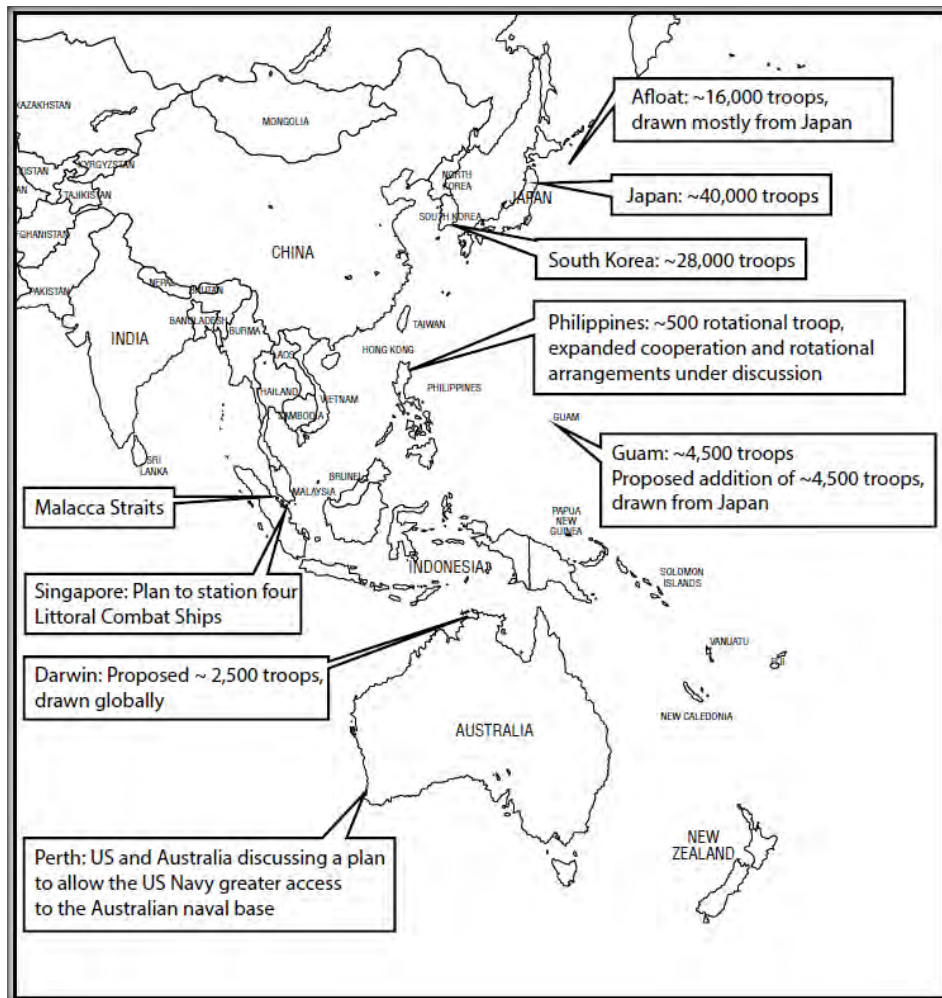 Afloat: ~16,000 troops,
drawn mostly from Japan
KAZAKHSTAN
MONGOLIA
KYRGYZSTAN
TAJIKISTAN
NORTH
KOREA
JAPAN
Japan: ~40,000 troops
SOUTH KOREA
CHINA
South Korea: ~28,000 troops
PAKISTAN
NEPAL
BHUTAN
BANGLADESH
INDIA
BURMA
TAIWAN
HONG KONG
Philippines: ~500 rotational troop,
expanded cooperation and rotational
arrangements under discussion
LAOS
THAILAND
VIETNAM
CAMBODIA
PHILIPPINES
GUAM
Guam: ~4,500 troops
Proposed addition of ~4,500 troops,
drawn from Japan
SRI
LANKA
BRUNEI
MALAYSIA
Malacca Straits
PAPUA
NEW
GUINEA
INDONESIA
SOLOMON
ISLANDS
Singapore: Plan to station four
Littoral Combat Ships
VANUATU
Darwin: Proposed ~ 2,500 troops,
drawn globally
NEW CALEDONIA
AUSTRALIA
Perth: US and Australia discussing a plan
to allow the US Navy greater access
to the Australian naval base
NEW
ZEALAND